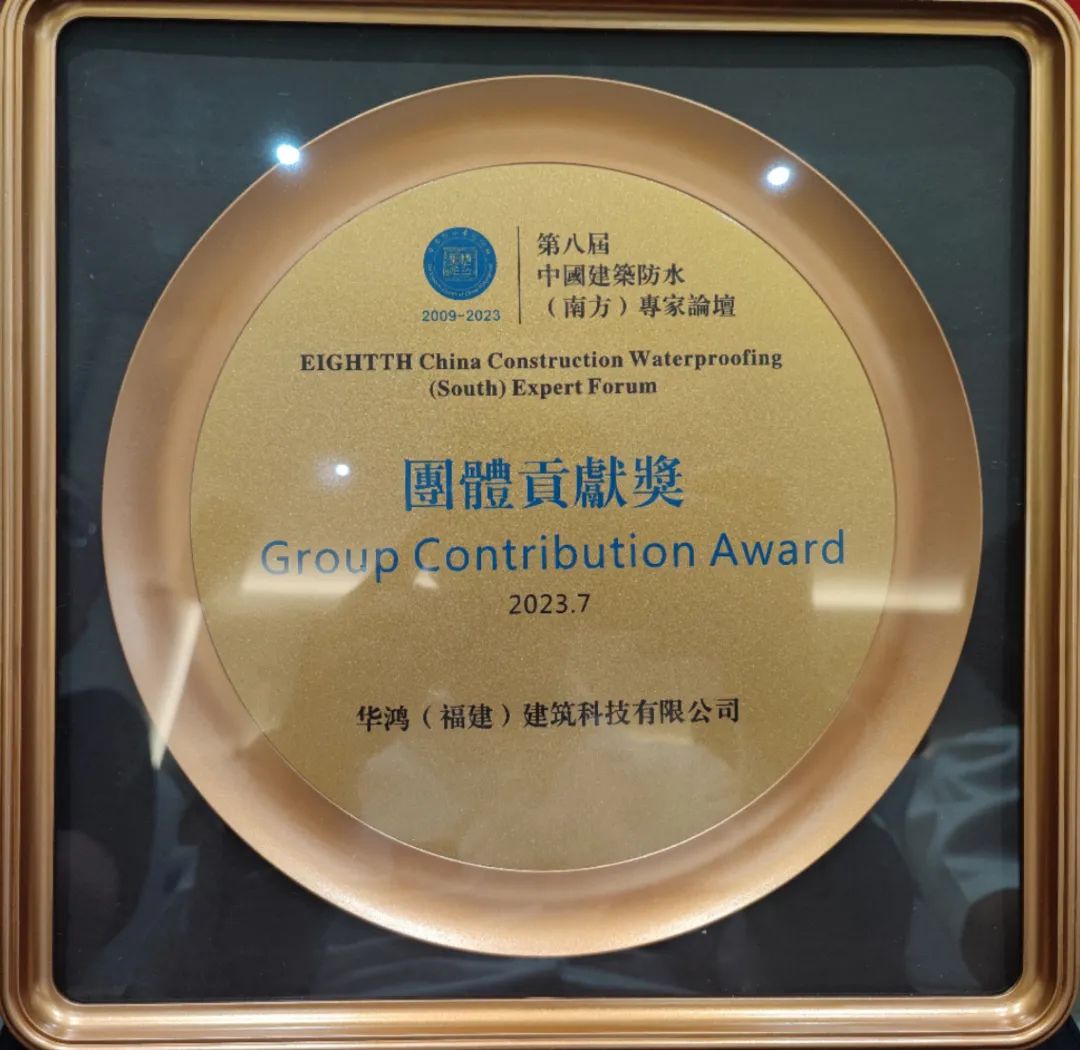 2009-2023
第八届
中國建築防水
（南方）專家論壇
EIGHTTH China Construction Waterproofing
(South) Expert Forum
團體貢獻獎
Group Contribution Award
2023.7
华鸿（福建）建筑科技有限公司